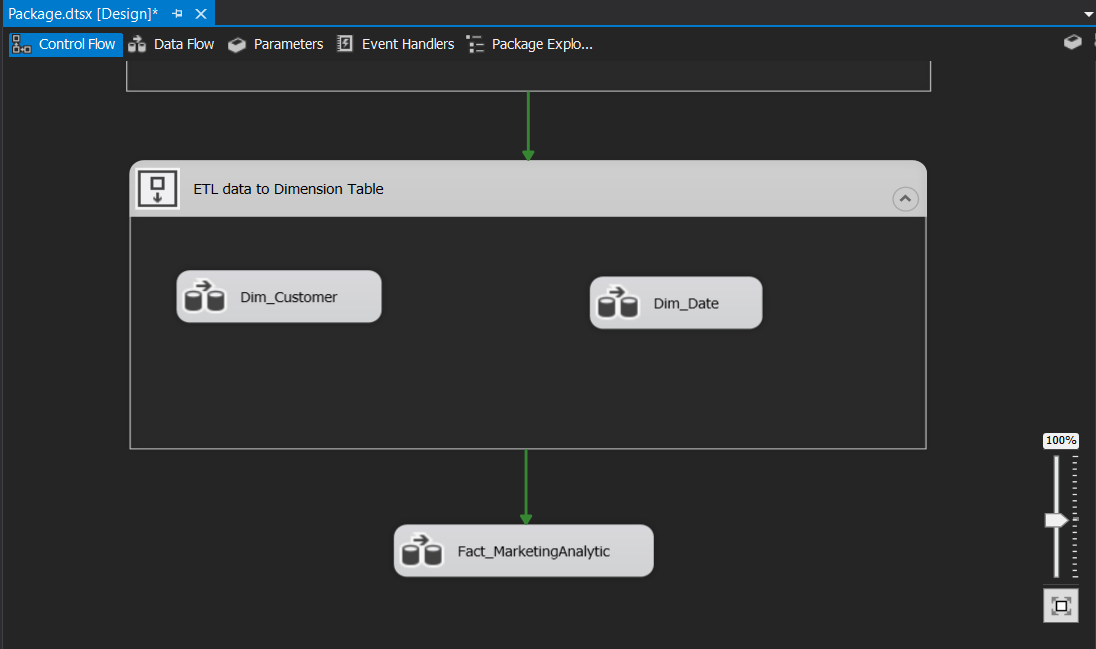 Package.dtsx [Design]*
Control Flow Data Flow Parameters Event Handlers Package Explo...
ETL data to Dimension Table
Dim_Customer Dim_Date
100%
Fact_MarketingAnalytic